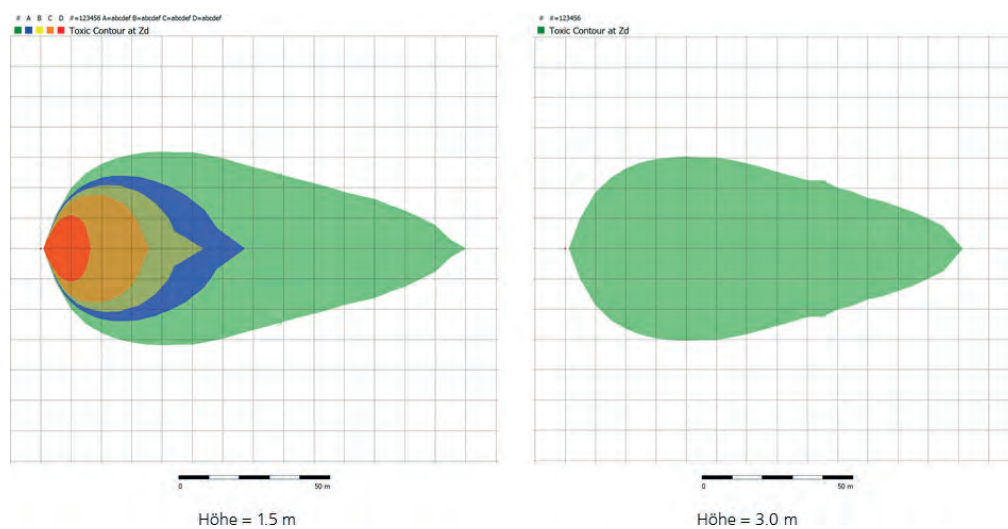 # A B C D #=123456 A=abcdef B=abcdef C=abcdef D=abcdef
Toxic Contour at Zd
0 50 m
Höhe = 1.5 m
# #=123456
Toxic Contour at Zd
0 50 m
Höhe = 3.0 m